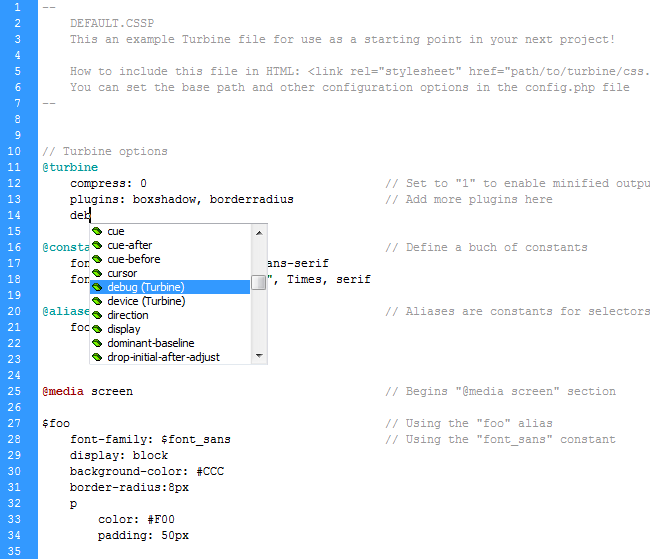 1 --
2 DEFAULT.CSSP
3 This an example Turbine file for use as a starting point in your next project!
4
5 How to include this file in HTML: <link rel="stylesheet" href="path/to/turbine/css.
6 You can set the base path and other configuration options in the config.php file
7 --
8
9
10 // Turbine options
11 @turbine
12 compress: 0 // Set to "1" to enable minified outpu
13 plugins: boxshadow, borderradius // Add more plugins here
14 deb
15
cue
cue-after
16 @consta // Define a buch of constants
cue-before
17 fon ans-serif
cursor
18 fon ", Times, serif
debug (Turbine)
19
device (Turbine)
20 @aliase // Aliases are constants for selectors
direction
21 foo
display
22
dominant-baseline
23
drop-initial-after-adjust
24
25 @media screen // Begins "@media screen" section
26
27 $foo // Using the "foo" alias
28 font-family: $font_sans // Using the "font_sans" constant
29 display: block
30 background-color: #CCC
31 border-radius:8px
32 p
33 color: #F00
34 padding: 50px
35